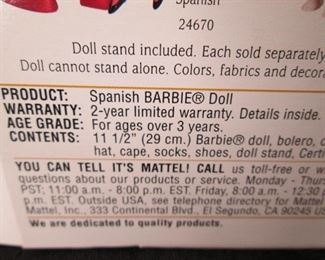 Spanish
24670
Doll stand included. Each sold separately
Doll cannot stand alone. Colors, fabrics and decora
PRODUCT: Spanish BARBIE® Doll
WARRANTY: 2-year limited warranty. Details inside.
AGE GRADE: For ages over 3 years.
CONTENTS: 11 1/2" (29 cm.) Barbie® doll, bolero, d
hat, cape, socks, shoes, doll stand, Certi
YOU CAN TELL IT'S MATTEL! CALL us toll-free or w
questions about our products or service. Monday - Thurs
PST; 11:00 a.m. - 8:00 p.m. EST. Friday, 8:00 a.m. - 12:30
p.m. EST. Outside USA, see telephone directory for Mattel
Mattel, Inc., 333 Continental Blvd., El Segundo, CA 90245 US
We are dedicated to quality products.